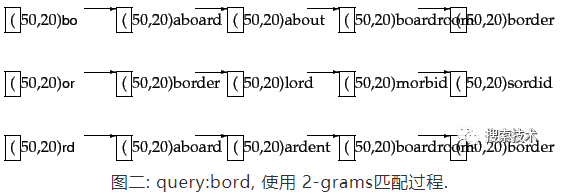 (50,20)bo (50,20)aboard (50,20)about (50,20)boardroom (50,20)border
(50,20)or (50,20)border (50,20)lord (50,20)morbid (50,20)sordid
(50,20)rd (50,20)aboard (50,20)ardent (50,20)boardroom (50,20)border
搜索技术
图二: query:bord, 使用 2-grams匹配过程.